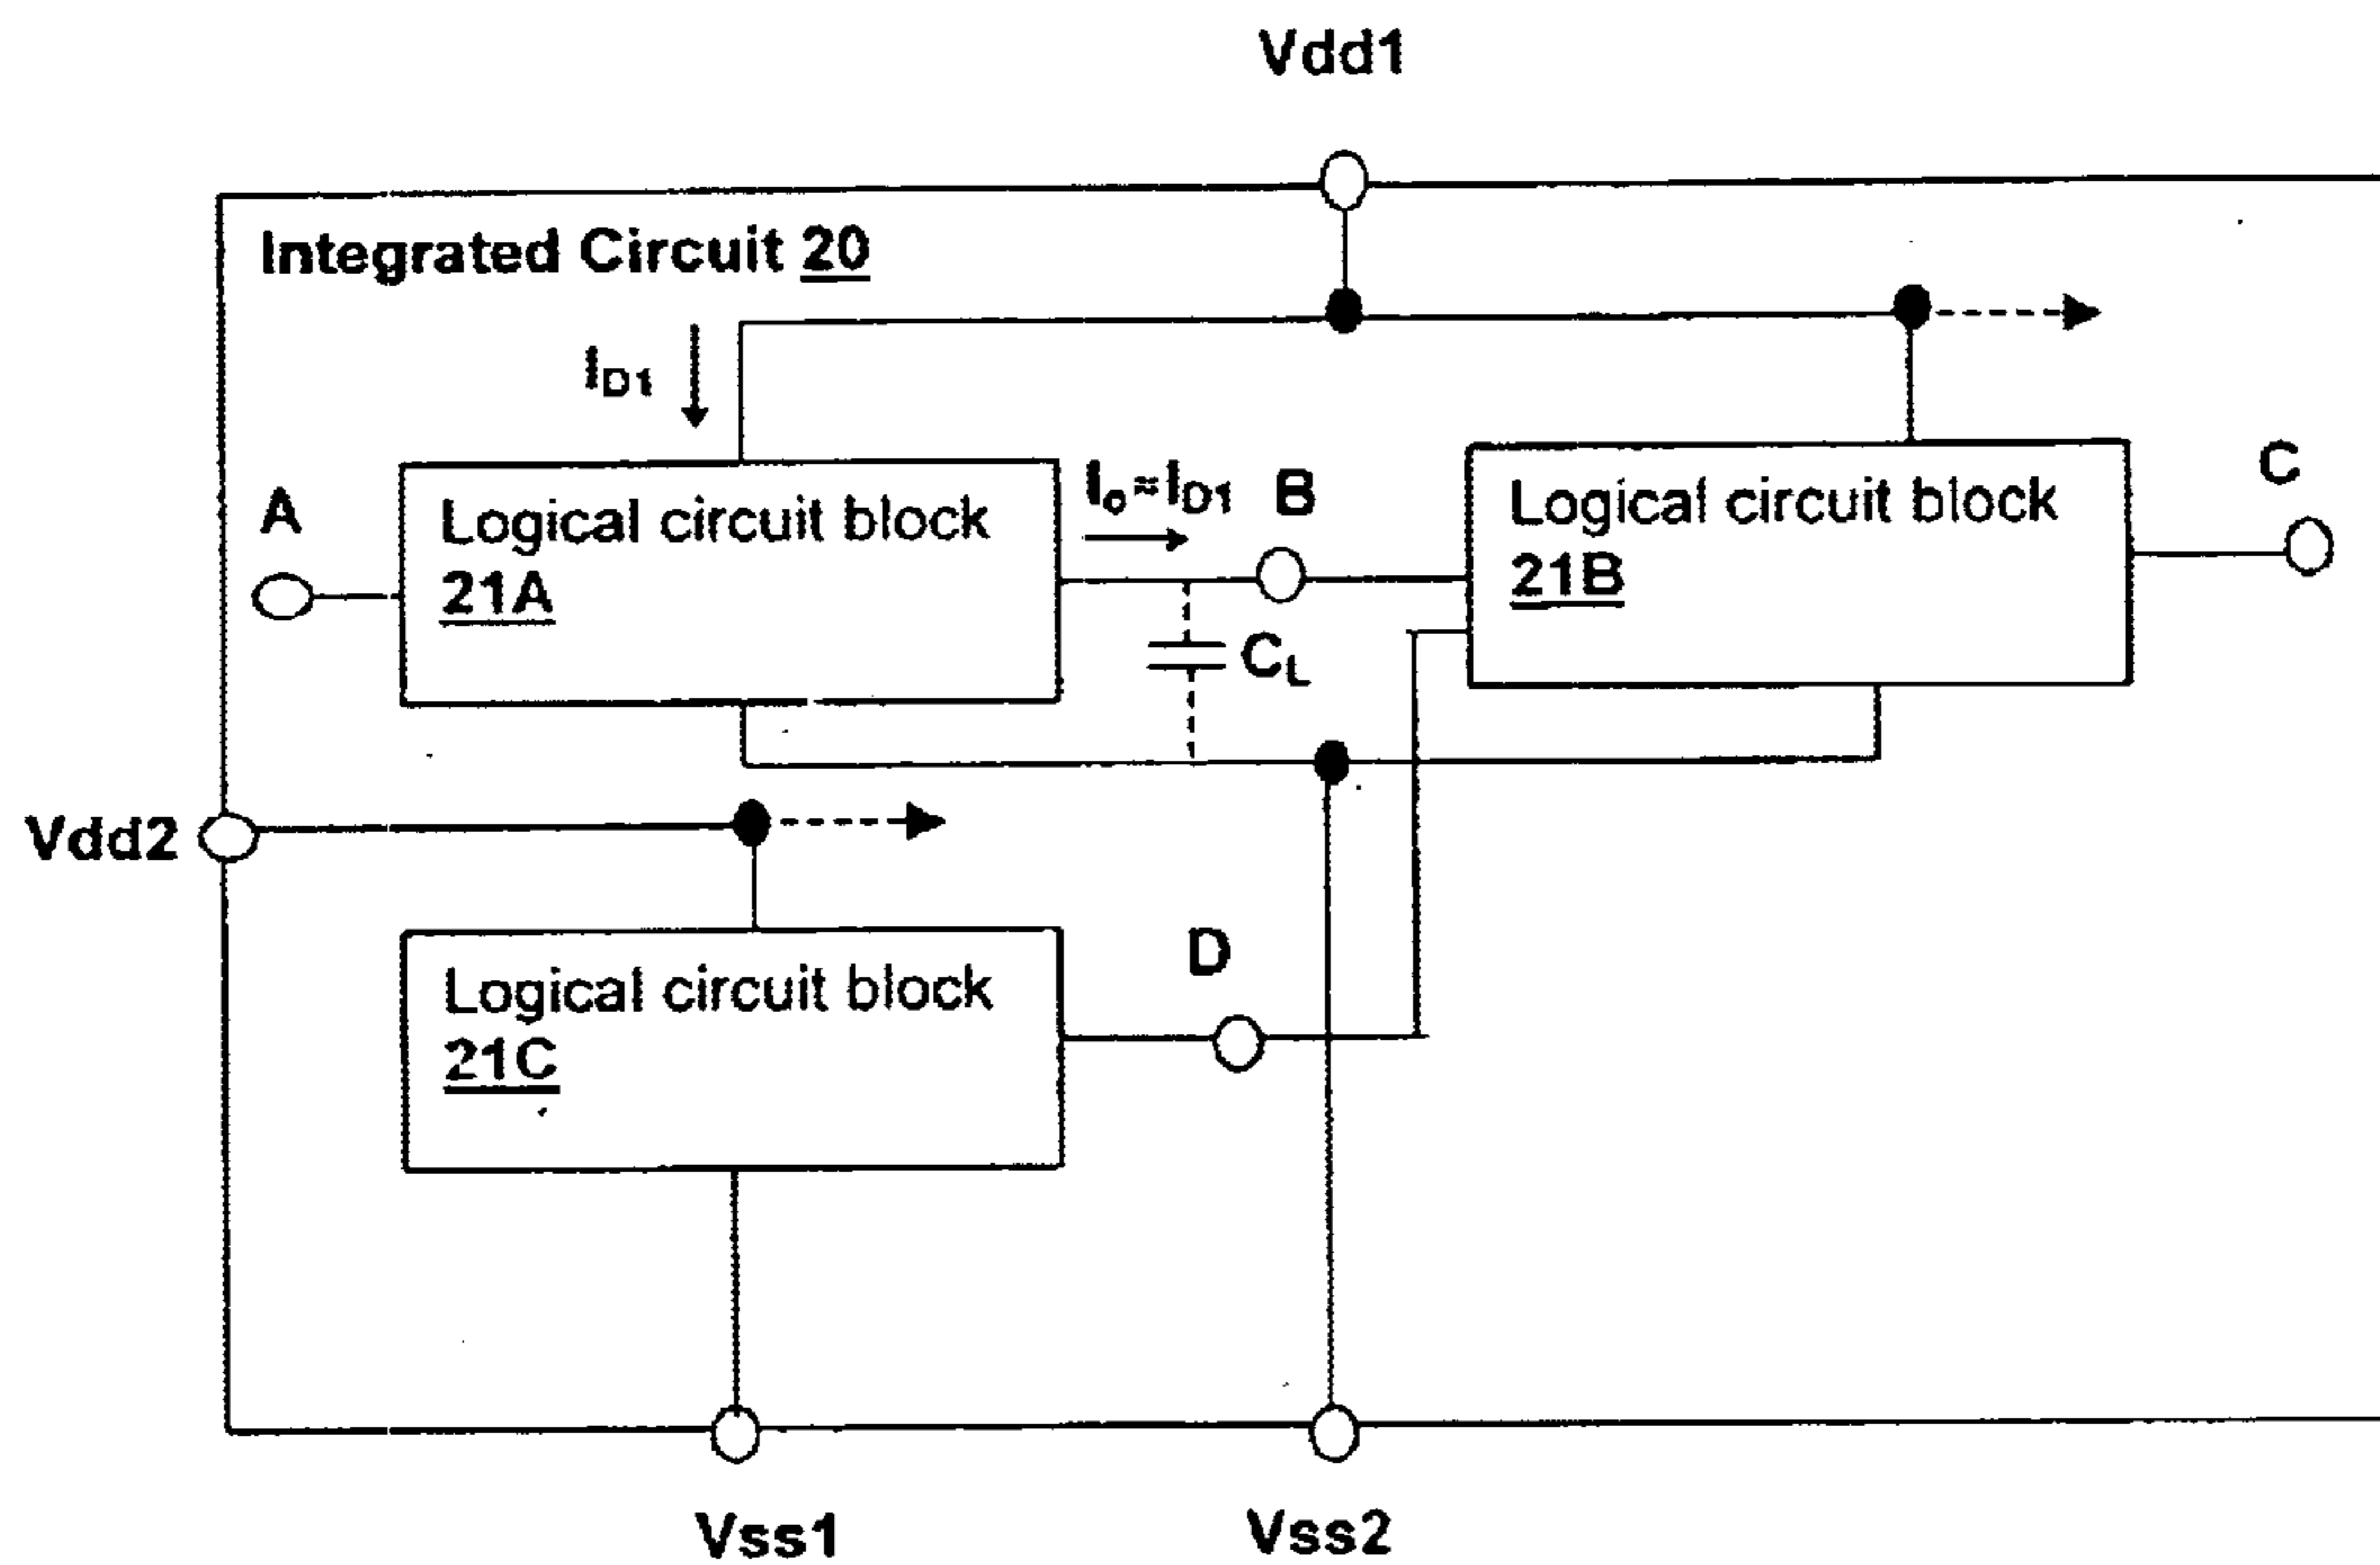 Vdd1
Integrated Circuit 20
ID1
A
Logical circuit block
21A
Io≈ID1
B
Logical circuit block
21B
C
CL
Vdd2
Logical circuit block
21C
D
Vss1
Vss2